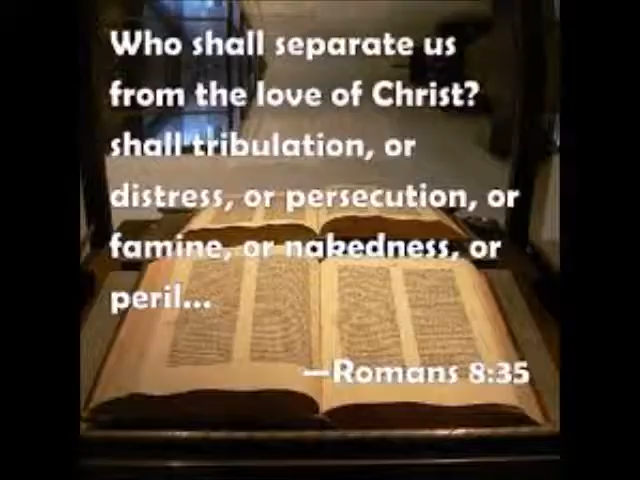 Who shall separate us
from the love of Christ?
shall tribulation, or
distress, or persecution, or
famine, or nakedness, or
peril...
—Romans 8:35